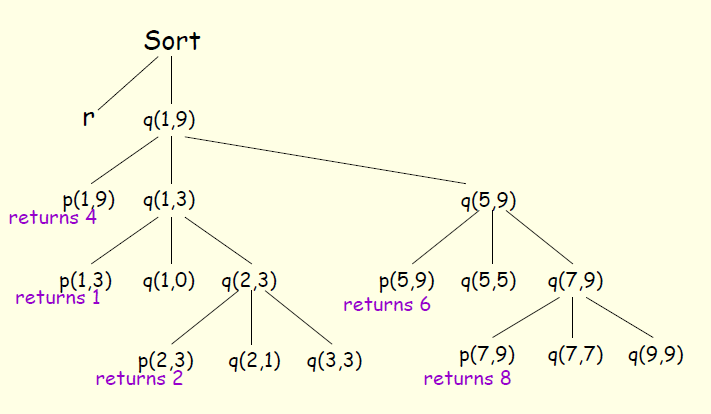 Sort
r q(1,9)
p(1,9) q(1,3) q(5,9)
returns 4
p(1,3) q(1,0) q(2,3) p(5,9) q(5,5) q(7,9)
returns 1 returns 6
p(2,3) q(2,1) q(3,3) p(7,9) q(7,7) q(9,9)
returns 2 returns 8